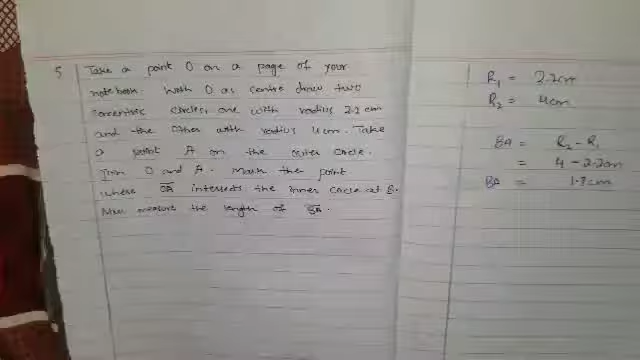 5 Take a point O on a page of your
notebook. With O as centre draw two
concentric circles, one with radius 2.2 cm
and the other with radius 4 cm. Take
a point A on the outer circle.
Join O and A. Mark the point
where OA intersects the inner circle at B.
Now measure the length of BA.
R1 = 2.2cm
R2 = 4cm
BA = R2 - R1
= 4 - 2.2cm
BA = 1.8cm